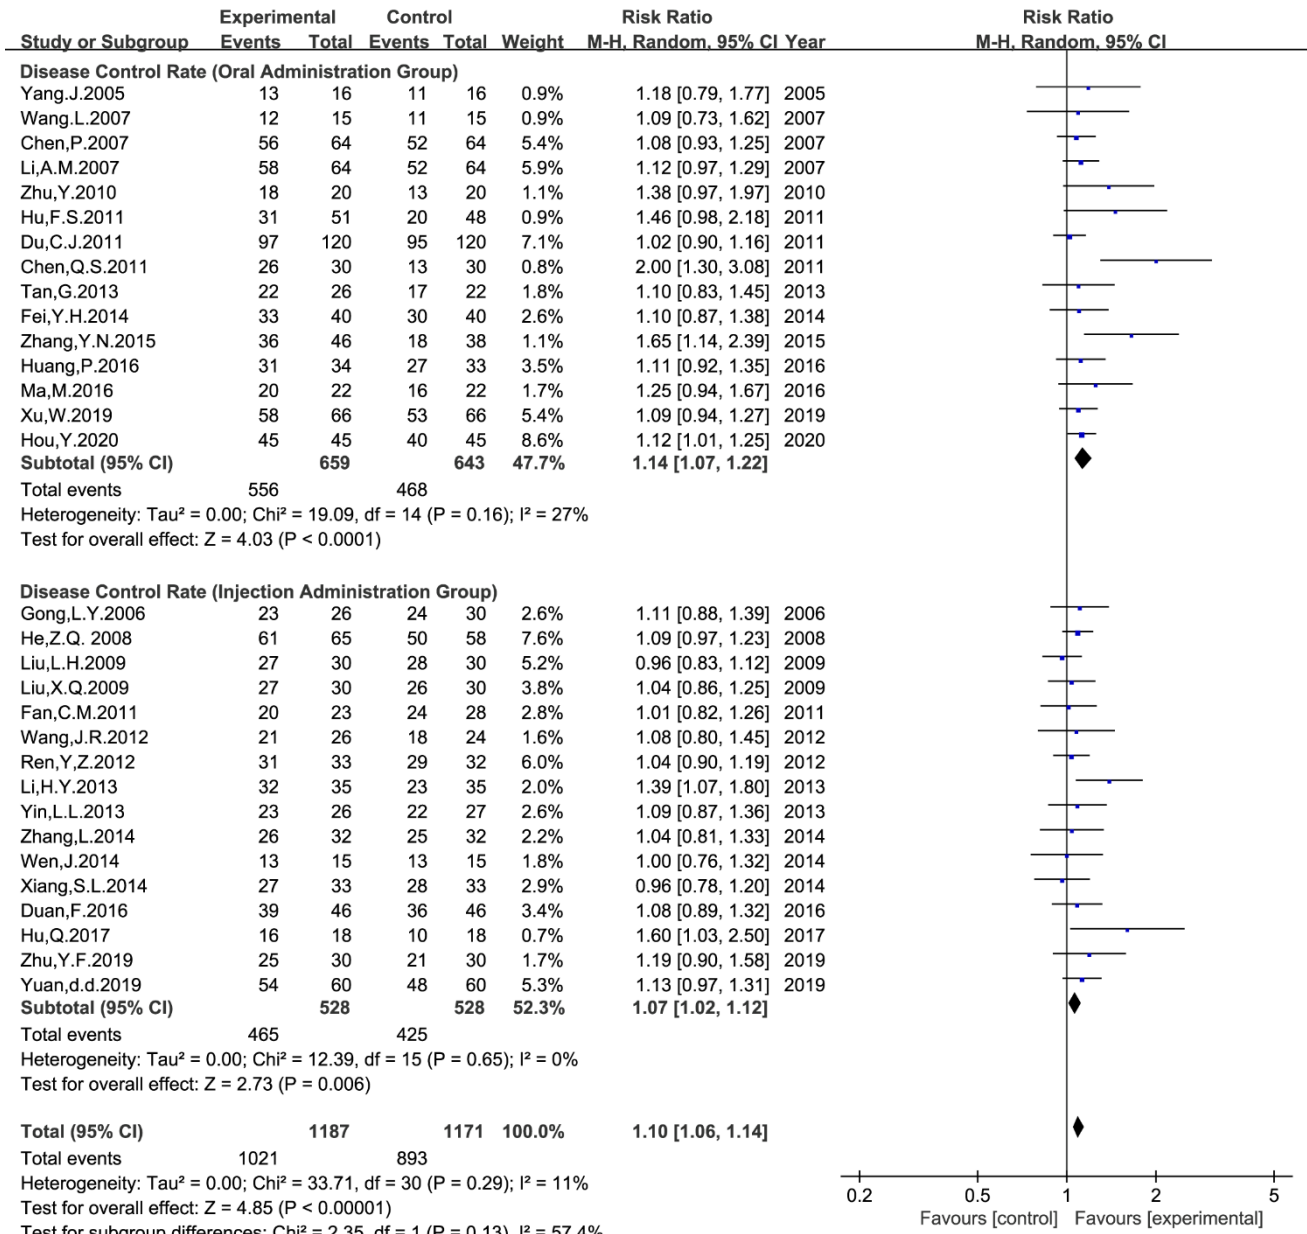 Experimental Control Risk Ratio Risk Ratio
Study or Subgroup Events Total Events Total Weight M-H, Random, 95% CI Year M-H, Random, 95% CI
Disease Control Rate (Oral Administration Group)
Yang.J.2005 13 16 11 16 0.9% 1.18 [0.79, 1.77] 2005
Wang.L.2007 12 15 11 15 0.9% 1.09 [0.73, 1.62] 2007
Chen,P.2007 56 64 52 64 5.4% 1.08 [0.93, 1.25] 2007
Li,A.M.2007 58 64 52 64 5.9% 1.12 [0.97, 1.29] 2007
Zhu,Y.2010 18 20 13 20 1.1% 1.38 [0.97, 1.97] 2010
Hu,F.S.2011 31 51 20 48 0.9% 1.46 [0.98, 2.18] 2011
Du,C.J.2011 97 120 95 120 7.1% 1.02 [0.90, 1.16] 2011
Chen,Q.S.2011 26 30 13 30 0.8% 2.00 [1.30, 3.08] 2011
Tan,G.2013 22 26 17 22 1.8% 1.10 [0.83, 1.45] 2013
Fei,Y.H.2014 33 40 30 40 2.6% 1.10 [0.87, 1.38] 2014
Zhang,Y.N.2015 36 46 18 38 1.1% 1.65 [1.14, 2.39] 2015
Huang,P.2016 31 34 27 33 3.5% 1.11 [0.92, 1.35] 2016
Ma,M.2016 20 22 16 22 1.7% 1.25 [0.94, 1.67] 2016
Xu,W.2019 58 66 53 66 5.4% 1.09 [0.94, 1.27] 2019
Hou,Y.2020 45 45 40 45 8.6% 1.12 [1.01, 1.25] 2020
Subtotal (95% CI) 659 643 47.7% 1.14 [1.07, 1.22]
Total events 556 468
Heterogeneity: Tau² = 0.00; Chi² = 19.09, df = 14 (P = 0.16); I² = 27%
Test for overall effect: Z = 4.03 (P < 0.0001)
Disease Control Rate (Injection Administration Group)
Gong,L.Y.2006 23 26 24 30 2.6% 1.11 [0.88, 1.39] 2006
He,Z.Q. 2008 61 65 50 58 7.6% 1.09 [0.97, 1.23] 2008
Liu,L.H.2009 27 30 28 30 5.2% 0.96 [0.83, 1.12] 2009
Liu,X.Q.2009 27 30 26 30 3.8% 1.04 [0.86, 1.25] 2009
Fan,C.M.2011 20 23 24 28 2.8% 1.01 [0.82, 1.26] 2011
Wang,J.R.2012 21 26 18 24 1.6% 1.08 [0.80, 1.45] 2012
Ren,Y,Z.2012 31 33 29 32 6.0% 1.04 [0.90, 1.19] 2012
Li,H.Y.2013 32 35 23 35 2.0% 1.39 [1.07, 1.80] 2013
Yin,L.L.2013 23 26 22 27 2.6% 1.09 [0.87, 1.36] 2013
Zhang,L.2014 26 32 25 32 2.2% 1.04 [0.81, 1.33] 2014
Wen,J.2014 13 15 13 15 1.8% 1.00 [0.76, 1.32] 2014
Xiang,S.L.2014 27 33 28 33 2.9% 0.96 [0.78, 1.20] 2014
Duan,F.2016 39 46 36 46 3.4% 1.08 [0.89, 1.32] 2016
Hu,Q.2017 16 18 10 18 0.7% 1.60 [1.03, 2.50] 2017
Zhu,Y.F.2019 25 30 21 30 1.7% 1.19 [0.90, 1.58] 2019
Yuan,d.d.2019 54 60 48 60 5.3% 1.13 [0.97, 1.31] 2019
Subtotal (95% CI) 528 528 52.3% 1.07 [1.02, 1.12]
Total events 465 425
Heterogeneity: Tau² = 0.00; Chi² = 12.39, df = 15 (P = 0.65); I² = 0%
Test for overall effect: Z = 2.73 (P = 0.006)
Total (95% CI) 1187 1171 100.0% 1.10 [1.06, 1.14]
Total events 1021 893
Heterogeneity: Tau² = 0.00; Chi² = 33.71, df = 30 (P = 0.29); I² = 11%
Test for overall effect: Z = 4.85 (P < 0.00001)
Test for subgroup differences: Chi² = 2.35, df = 1 (P = 0.13), I² = 57.4%
0.2 0.5 1 2 5
Favours [control] Favours [experimental]